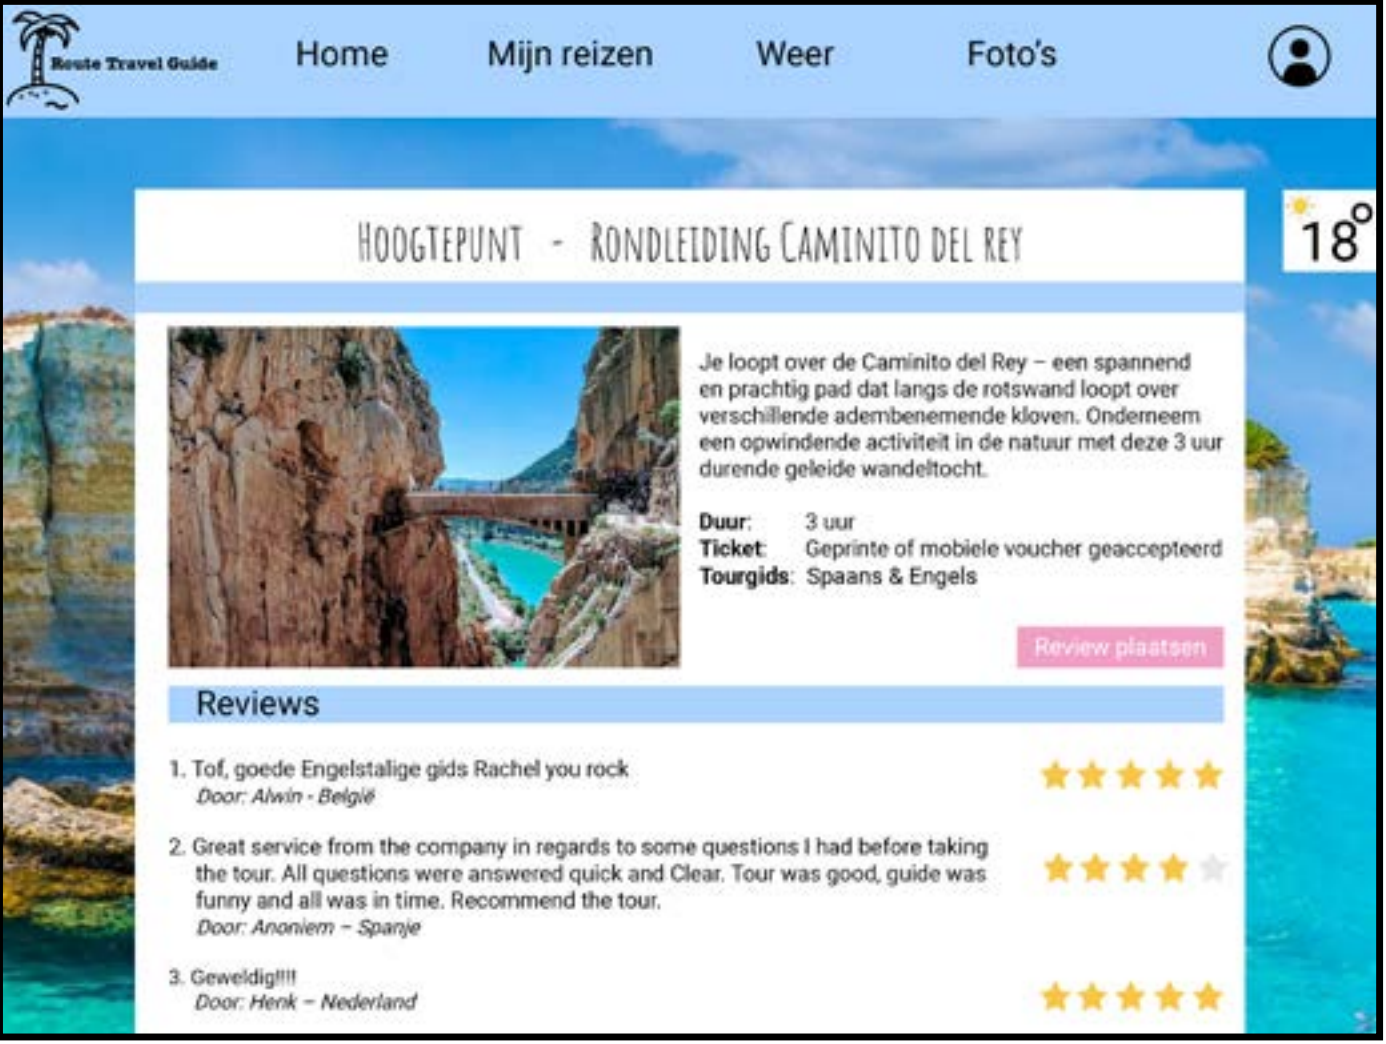 Route Travel Guide
Home
Mijn reizen
Weer
Foto's
18°
Hoogtepunt - Rondleiding Caminito del rey
Je loopt over de Caminito del Rey – een spannend
en prachtig pad dat langs de rotswand loopt over
verschillende adembenemende kloven. Onderneem
een opwindende activiteit in de natuur met deze 3 uur
durende geleide wandeltocht.
Duur: 3 uur
Ticket: Geprinte of mobiele voucher geaccepteerd
Tourgids: Spaans & Engels
Review plaatsen
Reviews
1. Tof, goede Engelstalige gids Rachel you rock
Door: Alwin - België
2. Great service from the company in regards to some questions I had before taking
the tour. All questions were answered quick and Clear. Tour was good, guide was
funny and all was in time. Recommend the tour.
Door: Anoniem – Spanje
3. Geweldig!!!!
Door: Henk – Nederland